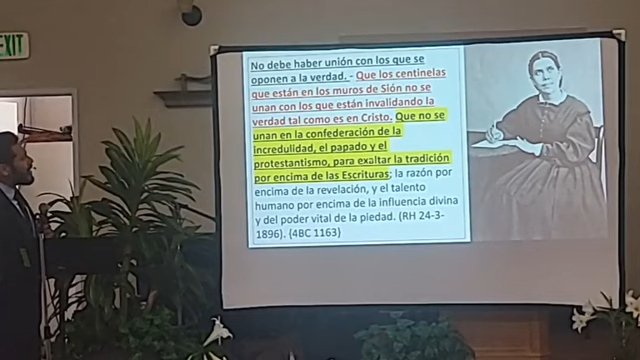 EXIT
No debe haber unión con los que se
oponen a la verdad. - Que los centinelas
que están en los muros de Sión no se
unan con los que están invalidando la
verdad tal como es en Cristo. Que no se
unan en la confederación de la
incredulidad, el papado y el
protestantismo, para exaltar la tradición
por encima de las Escrituras; la razón por
encima de la revelación, y el talento
humano por encima de la influencia divina
y del poder vital de la piedad. (RH 24-3-
1896). {4BC 1163}